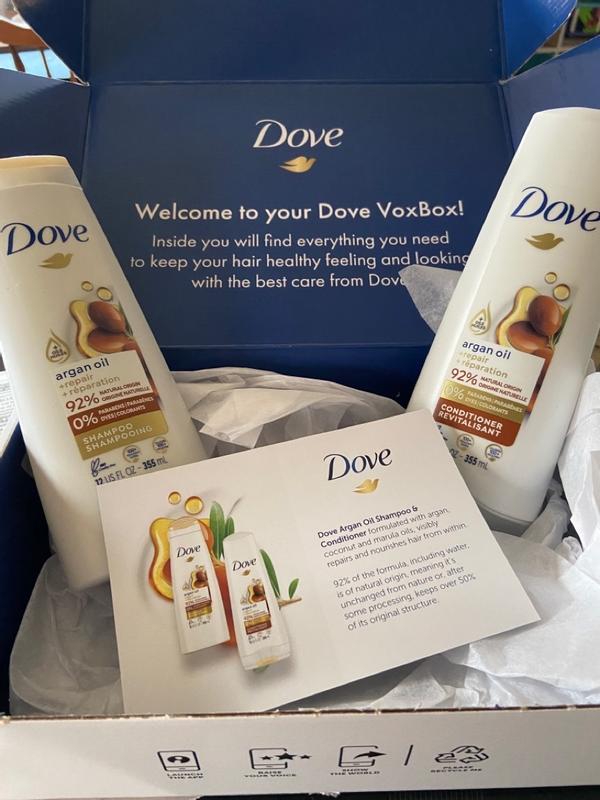 Dove
Welcome to your Dove VoxBox!
Inside you will find everything you need
to keep your hair healthy feeling and looking
with the best care from Dove
Dove
argan oil
+repair
+réparation
92% NATURAL ORIGIN
ORIGINE NATURELLE
0% PARABENS|PARABÈNES
DYES|COLORANTS
SHAMPOO
SHAMPOOING
12 US FL OZ - 355 mL
Dove
argan oil
+repair
+réparation
92% NATURAL ORIGIN
ORIGINE NATURELLE
0% PARABENS|PARABÈNES
DYES|COLORANTS
CONDITIONER
REVITALISANT
OZ - 355 mL
Dove
Dove Argan Oil Shampoo &
Conditioner formulated with argan,
coconut and marula oils, visibly
repairs and nourishes hair from within.
92% of the formula, including water,
is of natural origin, meaning it's
unchanged from nature or, after
some processing, keeps over 50%
of its original structure.
Dove
Dove
LAUNCH
THE APP
RAISE
YOUR VOICE
SHOW
THE WORLD
PLEASE
RECYCLE ME